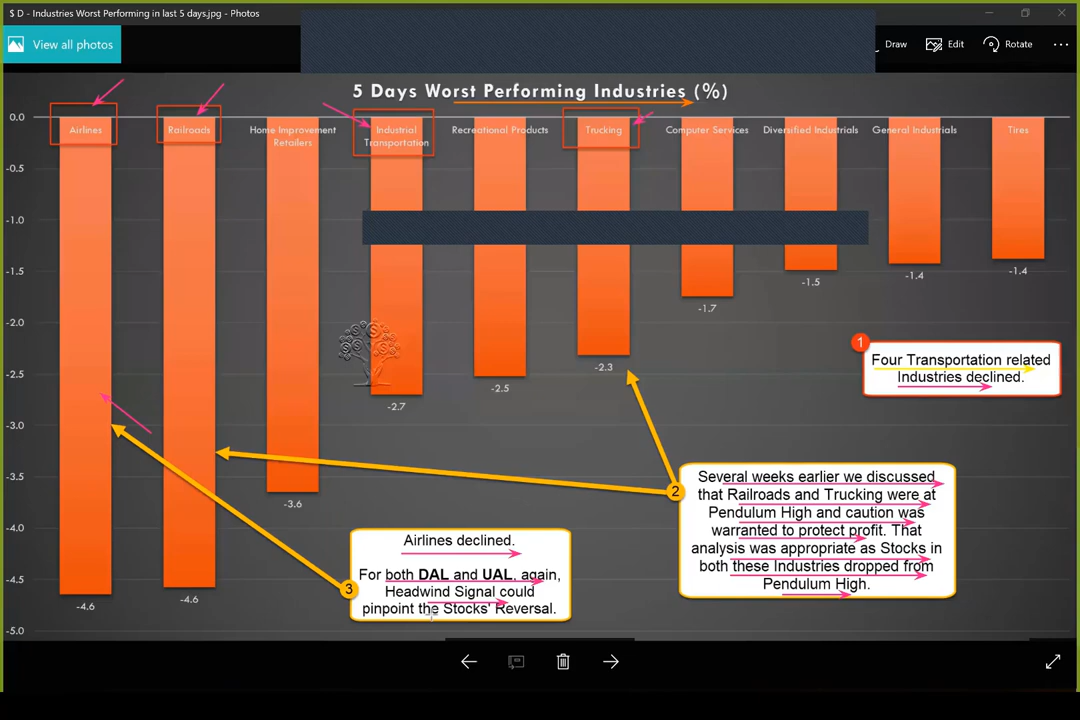 $ D - Industries Worst Performing in last 5 days.jpg - Photos
View all photos
Draw
Edit
Rotate
5 Days Worst Performing Industries (%)
0.0
-0.5
-1.0
-1.5
-2.0
-2.5
-3.0
-3.5
-4.0
-4.5
-5.0
Airlines
Railroads
Home Improvement
Retailers
Industrial
Transportation
Recreational Products
Trucking
Computer Services
Diversified Industrials
General Industrials
Tires
-4.6
-4.6
-3.6
-2.7
-2.5
-2.3
-1.7
-1.5
-1.4
-1.4
1
Four Transportation related
Industries declined.
2
Several weeks earlier we discussed
that Railroads and Trucking were at
Pendulum High and caution was
warranted to protect profit. That
analysis was appropriate as Stocks in
both these Industries dropped from
Pendulum High.
3
Airlines declined.
For both DAL and UAL, again,
Headwind Signal could
pinpoint the Stocks' Reversal.